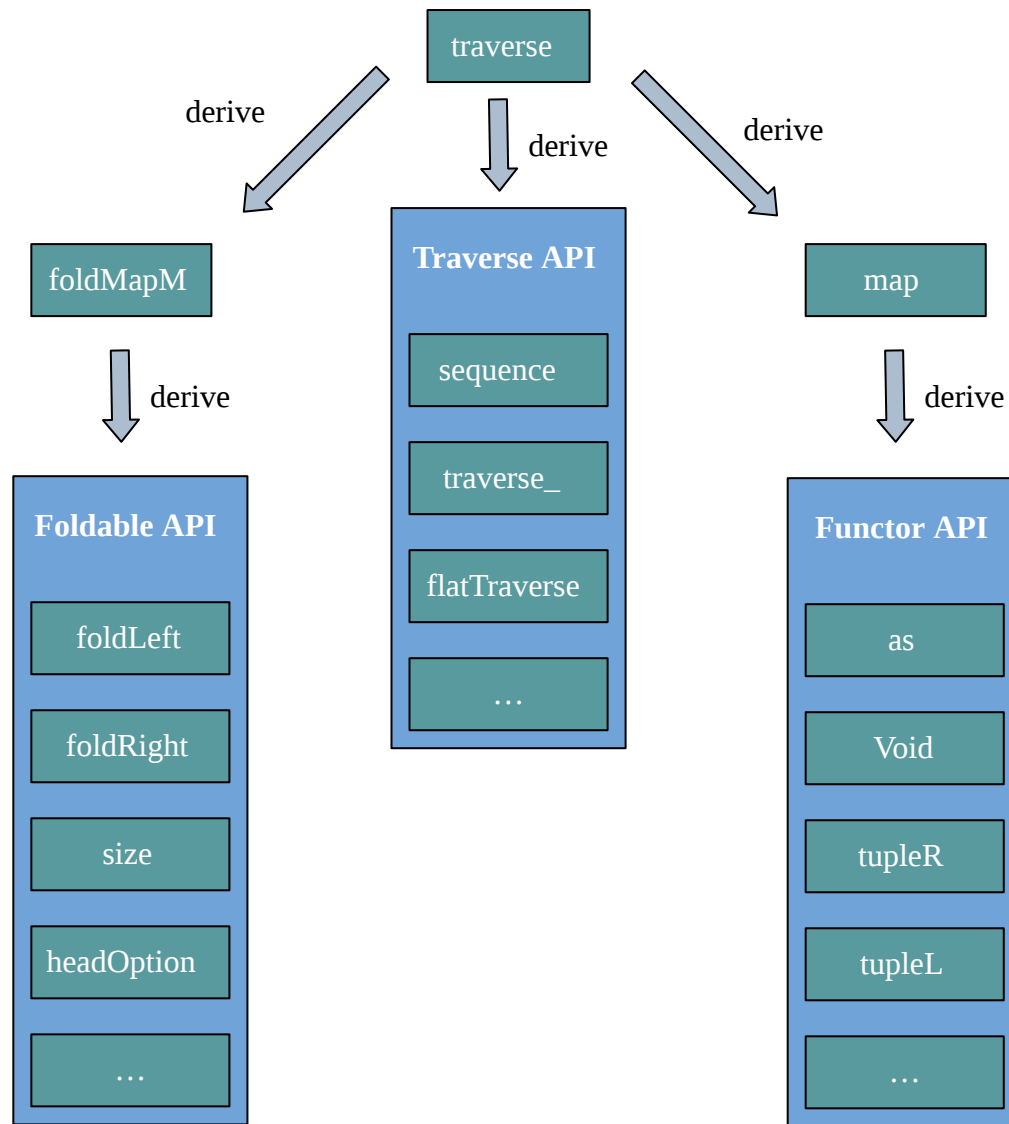 traverse
derive
derive
derive
foldMapM
map
derive
derive
Traverse API
sequence
traverse_
flatTraverse
…
Foldable API
foldLeft
foldRight
size
headOption
…
Functor API
as
Void
tupleR
tupleL
…